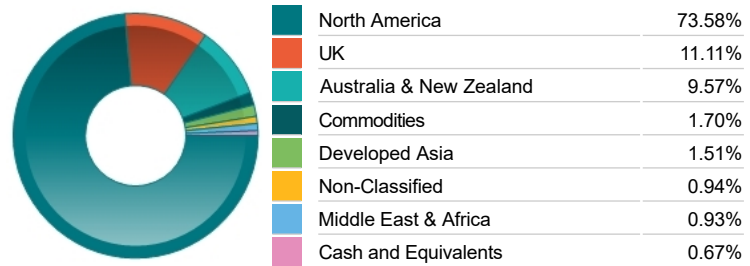 North America 73.58%
UK 11.11%
Australia & New Zealand 9.57%
Commodities 1.70%
Developed Asia 1.51%
Non-Classified 0.94%
Middle East & Africa 0.93%
Cash and Equivalents 0.67%